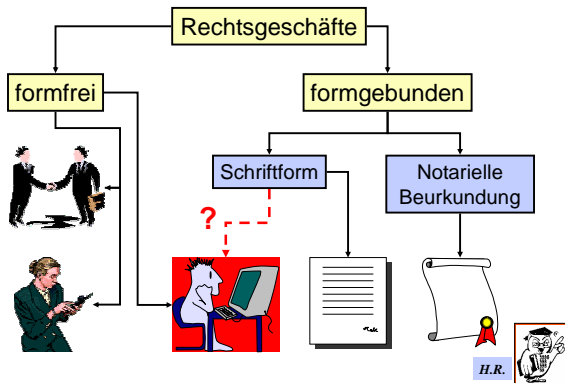 Rechtsgeschäfte
formfrei
formgebunden
Schriftform
Notarielle
Beurkundung
?
H.R.